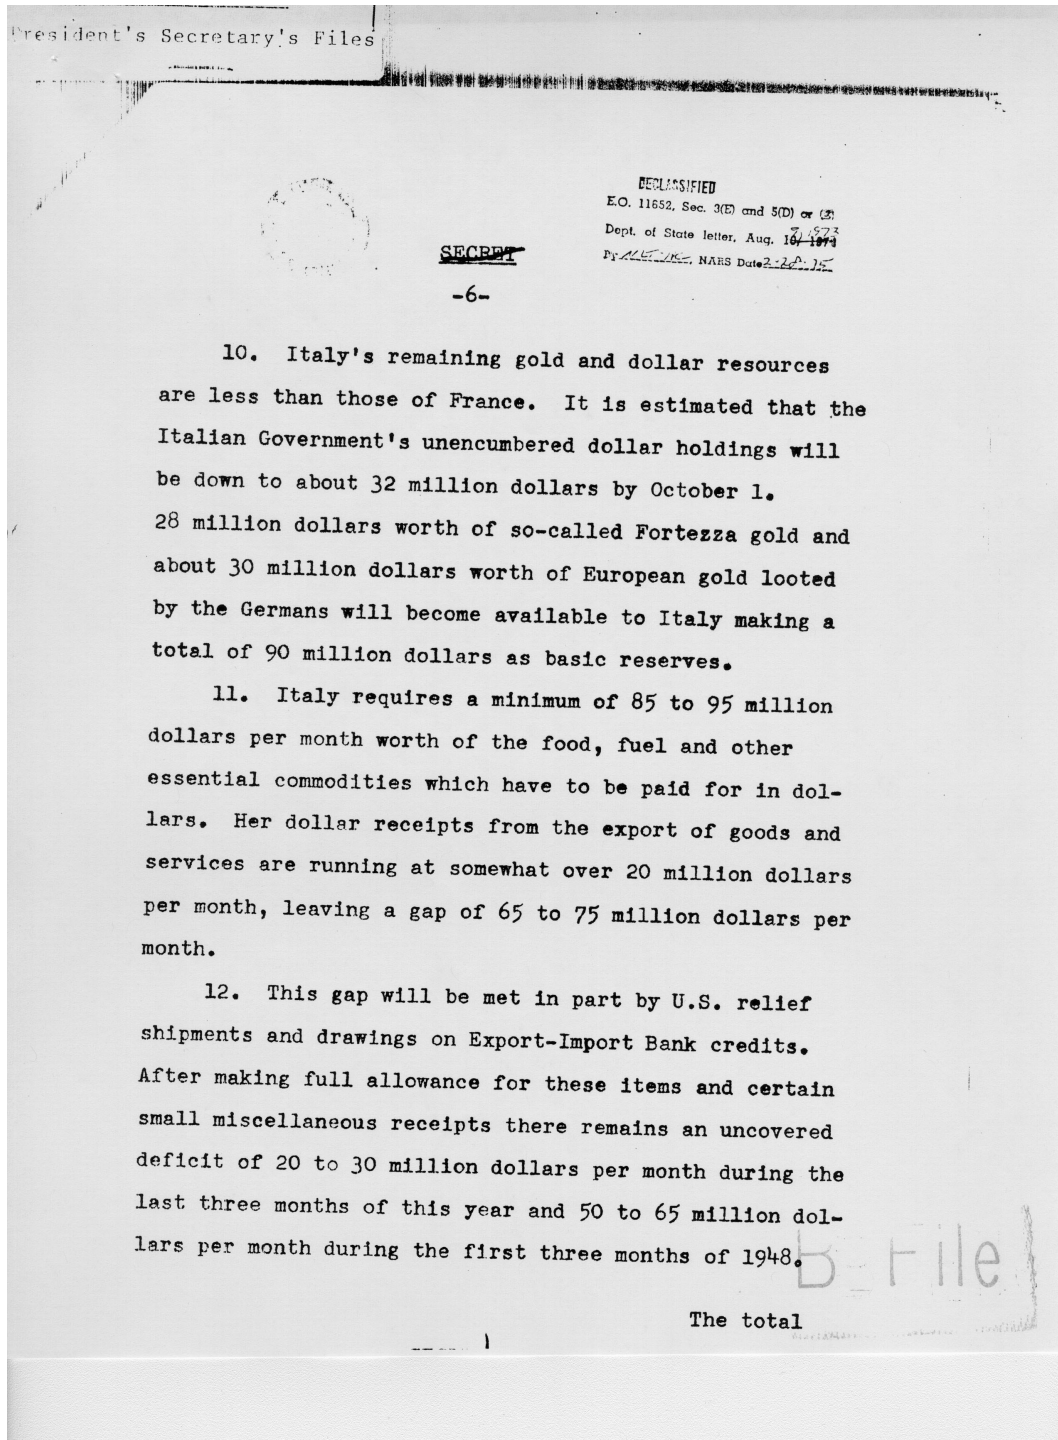 President's Secretary's Files
DECLASSIFIED
E.O. 11652, Sec. 3(E) and 5(D) or (E)
Dept. of State letter, Aug.
NARS Date 2-28-75
SECRET
-6-
10. Italy's remaining gold and dollar resources
are less than those of France. It is estimated that the
Italian Government's unencumbered dollar holdings will
be down to about 32 million dollars by October 1.
28 million dollars worth of so-called Fortezza gold and
about 30 million dollars worth of European gold looted
by the Germans will become available to Italy making a
total of 90 million dollars as basic reserves.
11. Italy requires a minimum of 85 to 95 million
dollars per month worth of the food, fuel and other
essential commodities which have to be paid for in dol-
lars. Her dollar receipts from the export of goods and
services are running at somewhat over 20 million dollars
per month, leaving a gap of 65 to 75 million dollars per
month.
12. This gap will be met in part by U.S. relief
shipments and drawings on Export-Import Bank credits.
After making full allowance for these items and certain
small miscellaneous receipts there remains an uncovered
deficit of 20 to 30 million dollars per month during the
last three months of this year and 50 to 65 million dol-
lars per month during the first three months of 1948.
B File
The total